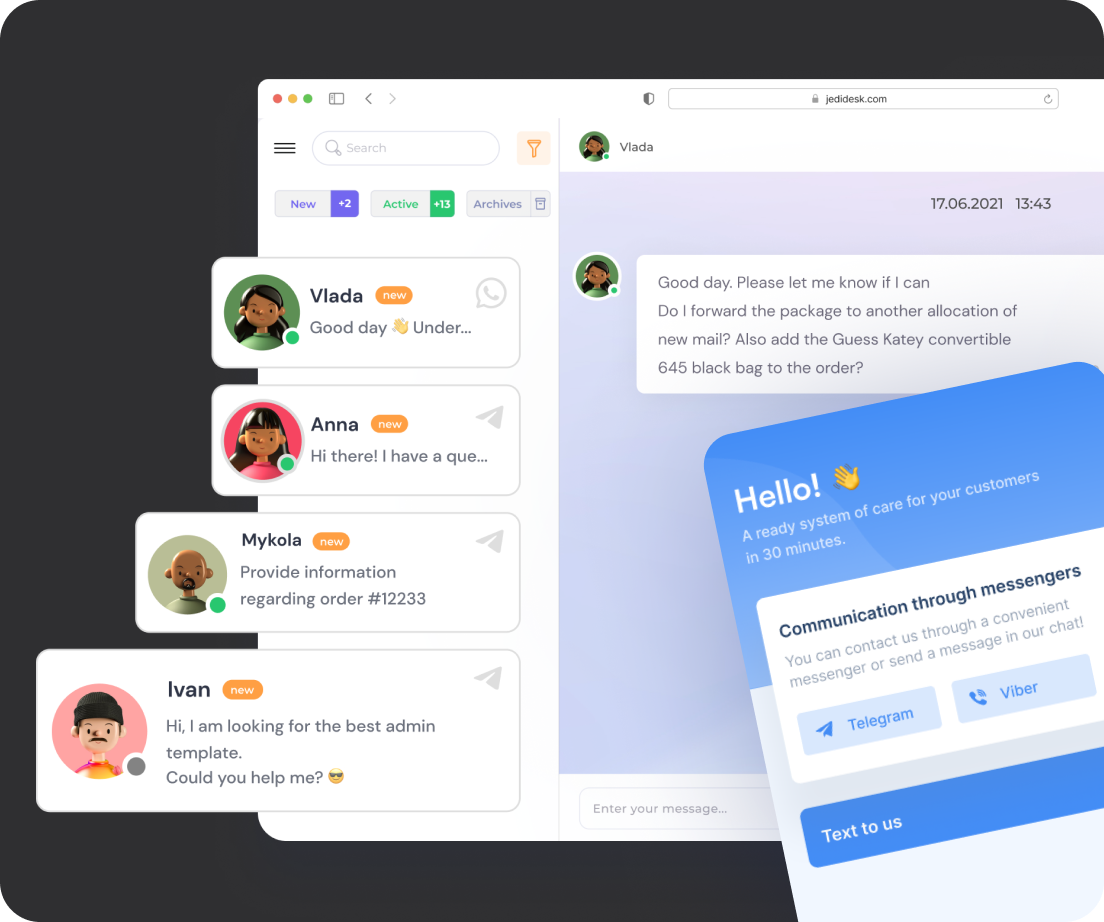 jedidesk.com
Search
New +2 Active +13 Archives
Vlada new
Good day 👋 Under...
Anna new
Hi there! I have a que...
Mykola new
Provide information
regarding order #12233
Ivan new
Hi, I am looking for the best admin
template.
Could you help me? 😎
Vlada
17.06.2021 13:43
Good day. Please let me know if I can
Do I forward the package to another allocation of
new mail? Also add the Guess Katey convertible
645 black bag to the order?
Enter your message...
Hello! 👋
A ready system of care for your customers
in 30 minutes.
Communication through messengers
You can contact us through a convenient
messenger or send a message in our chat!
Telegram
Viber
Text to us